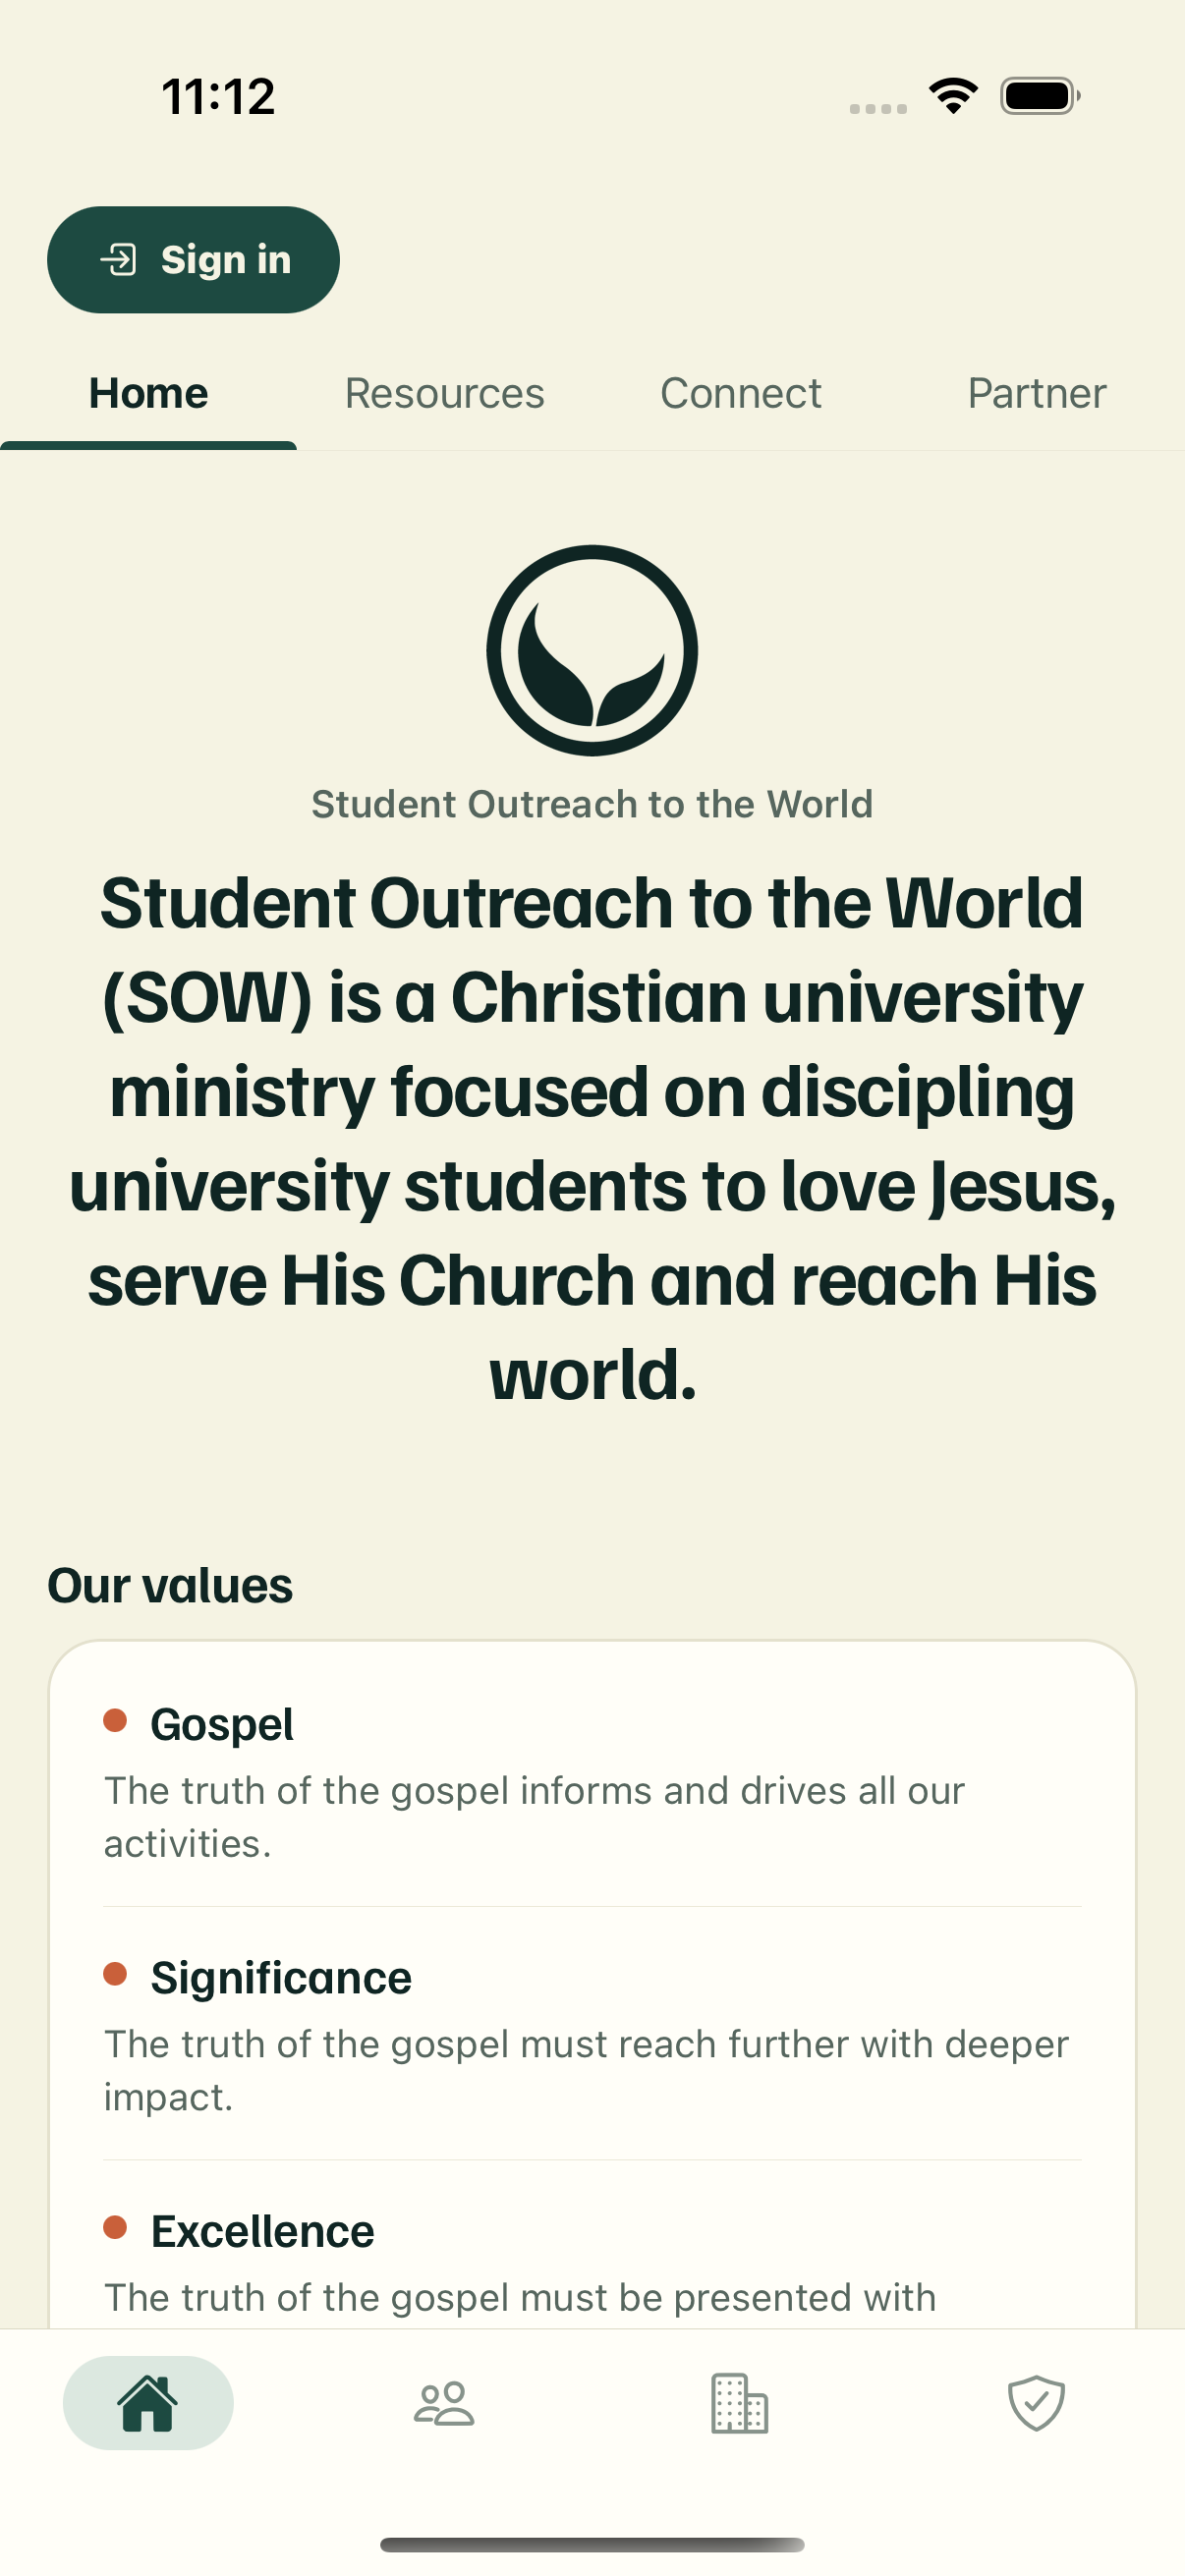 11:12
Sign in
Home
Resources
Connect
Partner
Student Outreach to the World
Student Outreach to the World
(SOW) is a Christian university
ministry focused on discipling
university students to love Jesus,
serve His Church and reach His
world.
Our values
Gospel
The truth of the gospel informs and drives all our
activities.
Significance
The truth of the gospel must reach further with deeper
impact.
Excellence
The truth of the gospel must be presented with